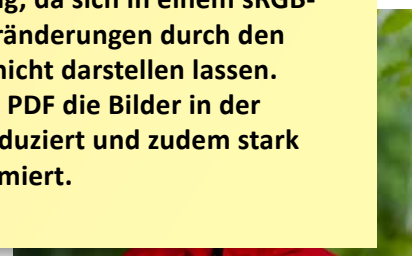 g, da sich in einem sRGB-
ränderungen durch den
nicht darstellen lassen.
PDF die Bilder in der
duziert und zudem stark
miert.